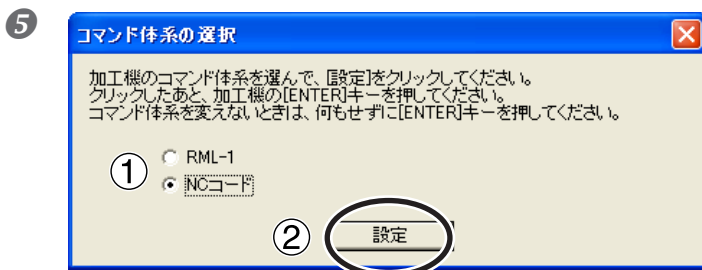 5
コマンド体系の選択
加工機のコマンド体系を選んで、[設定]をクリックしてください。
クリックしたあと、加工機の[ENTER]キーを押してください。
コマンド体系を変えないときは、何もせずに[ENTER]キーを押してください。
① RML-1
NCコード
② 設定